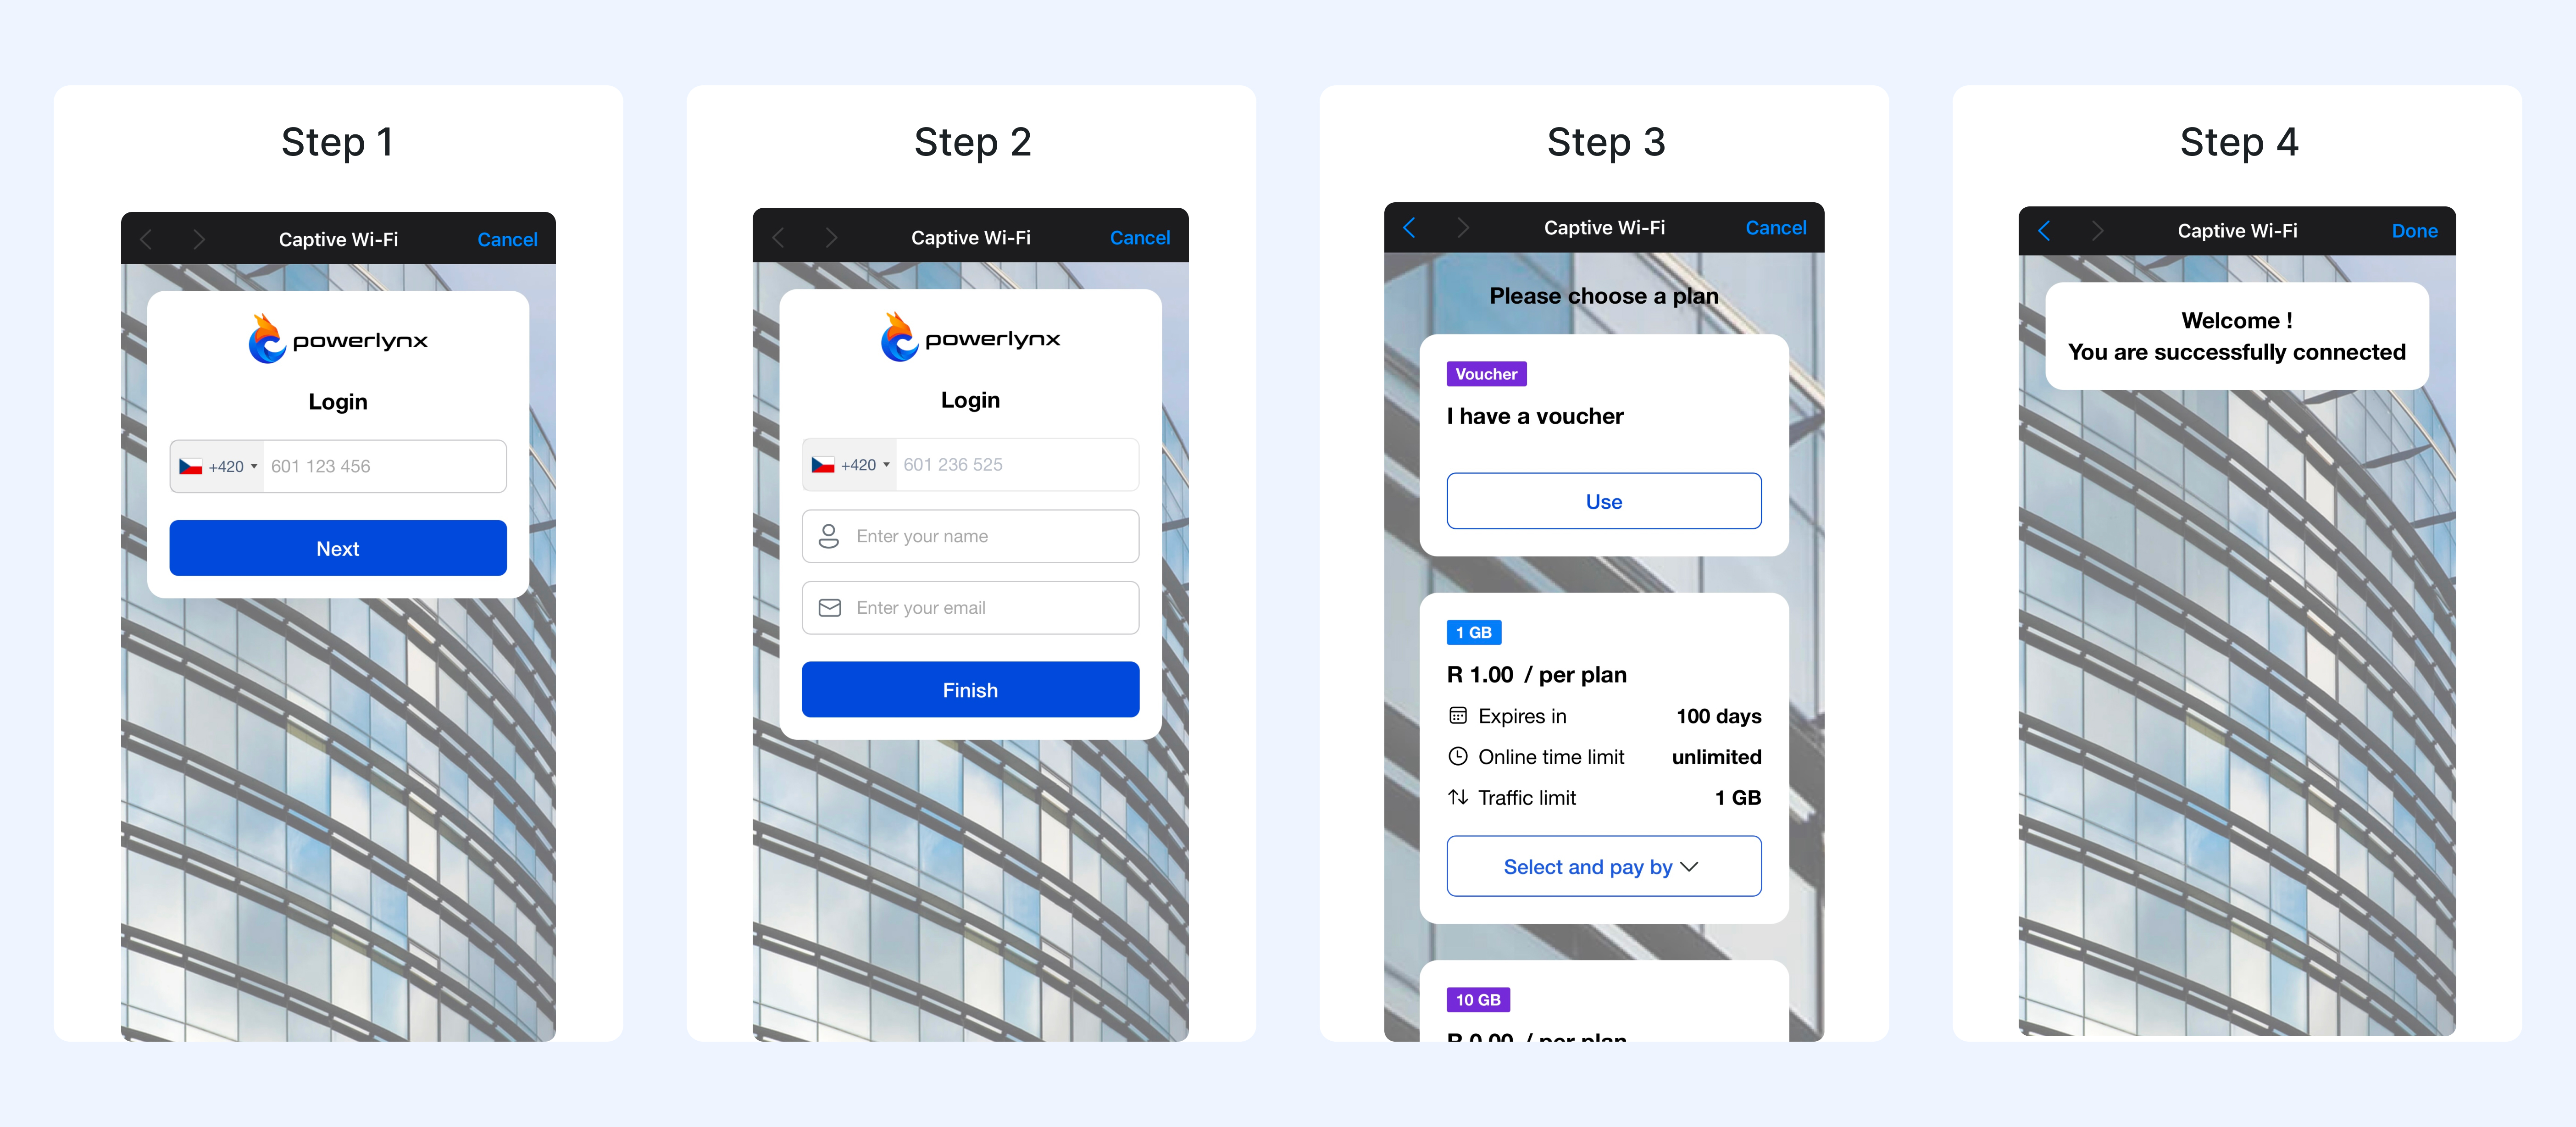 Step 1
Captive Wi-Fi
Cancel
powerlynx
Login
+420 601 123 456
Next
Step 2
Captive Wi-Fi
Cancel
powerlynx
Login
+420 601 236 525
Enter your name
Enter your email
Finish
Step 3
Captive Wi-Fi
Cancel
Please choose a plan
Voucher
I have a voucher
Use
1 GB
R 1.00 / per plan
Expires in 100 days
Online time limit unlimited
Traffic limit 1 GB
Select and pay by
10 GB
R 0.00 / per plan
Step 4
Captive Wi-Fi
Done
Welcome !
You are successfully connected